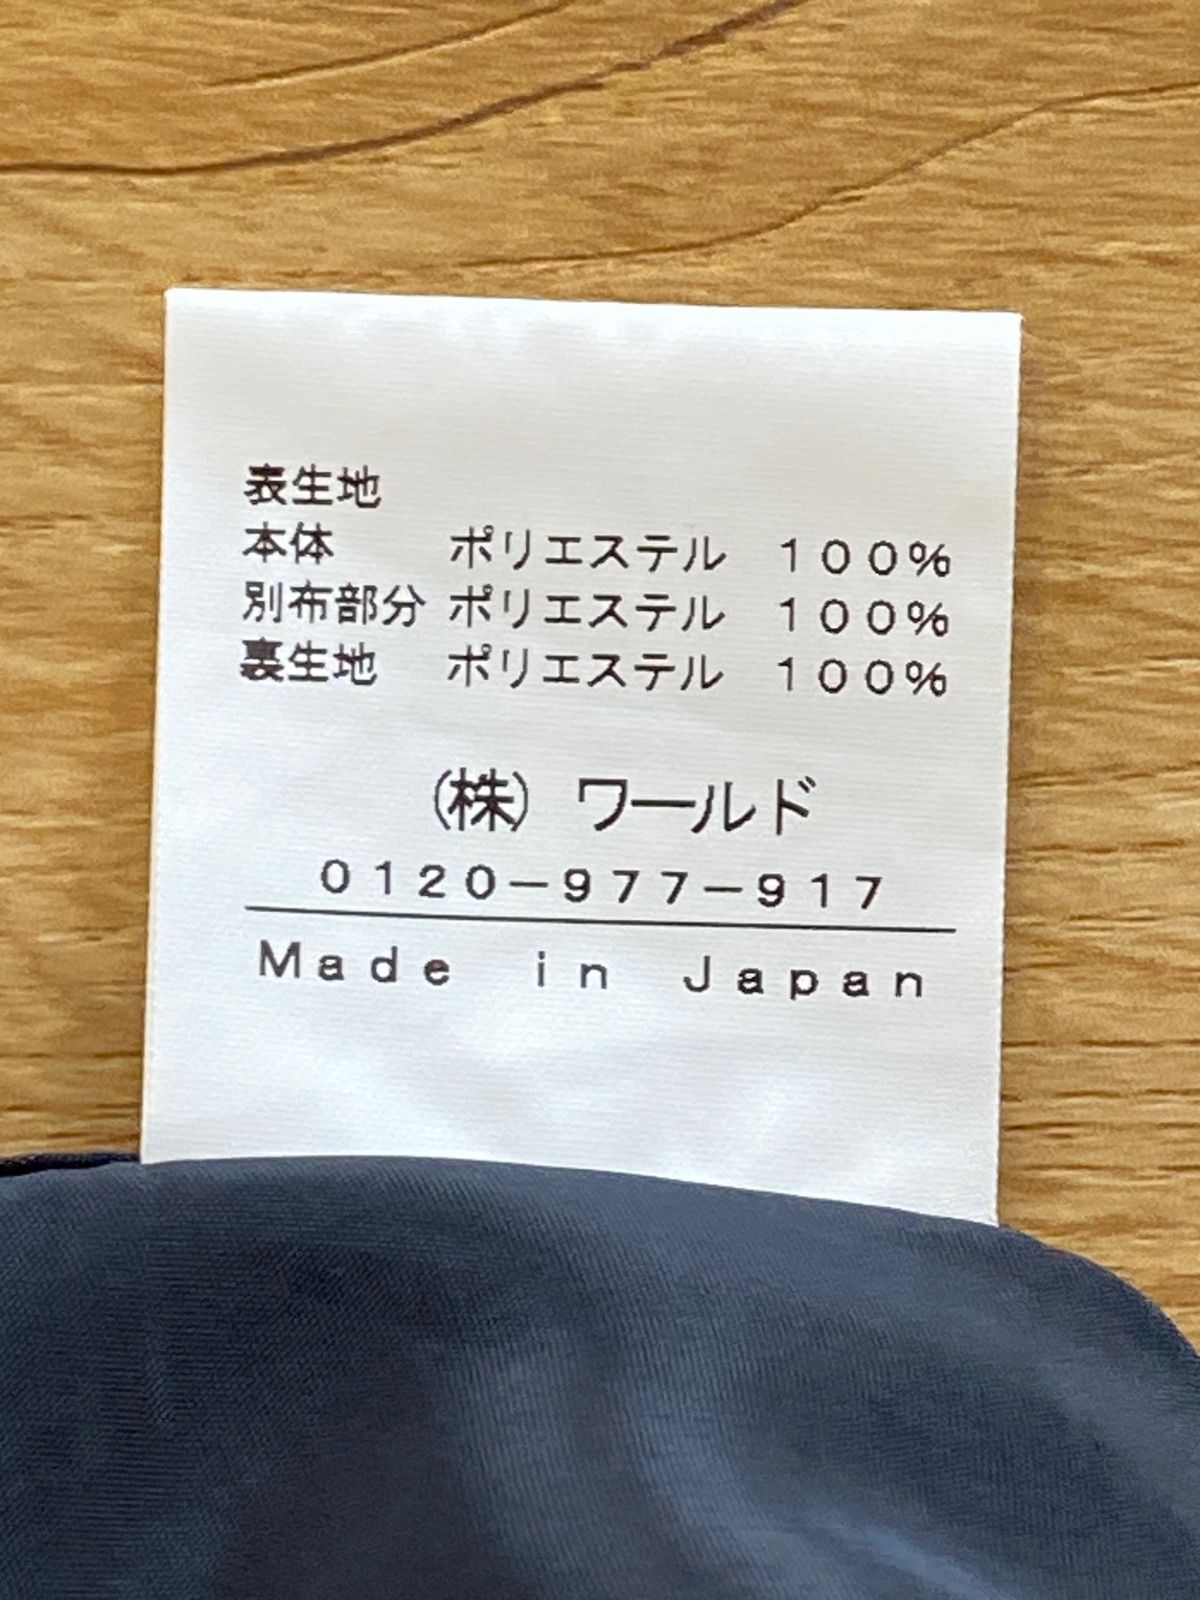 表生地
本体 ポリエステル 100%
別布部分 ポリエステル 100%
裏生地 ポリエステル 100%
(株) ワールド
0120-977-917
Made in Japan